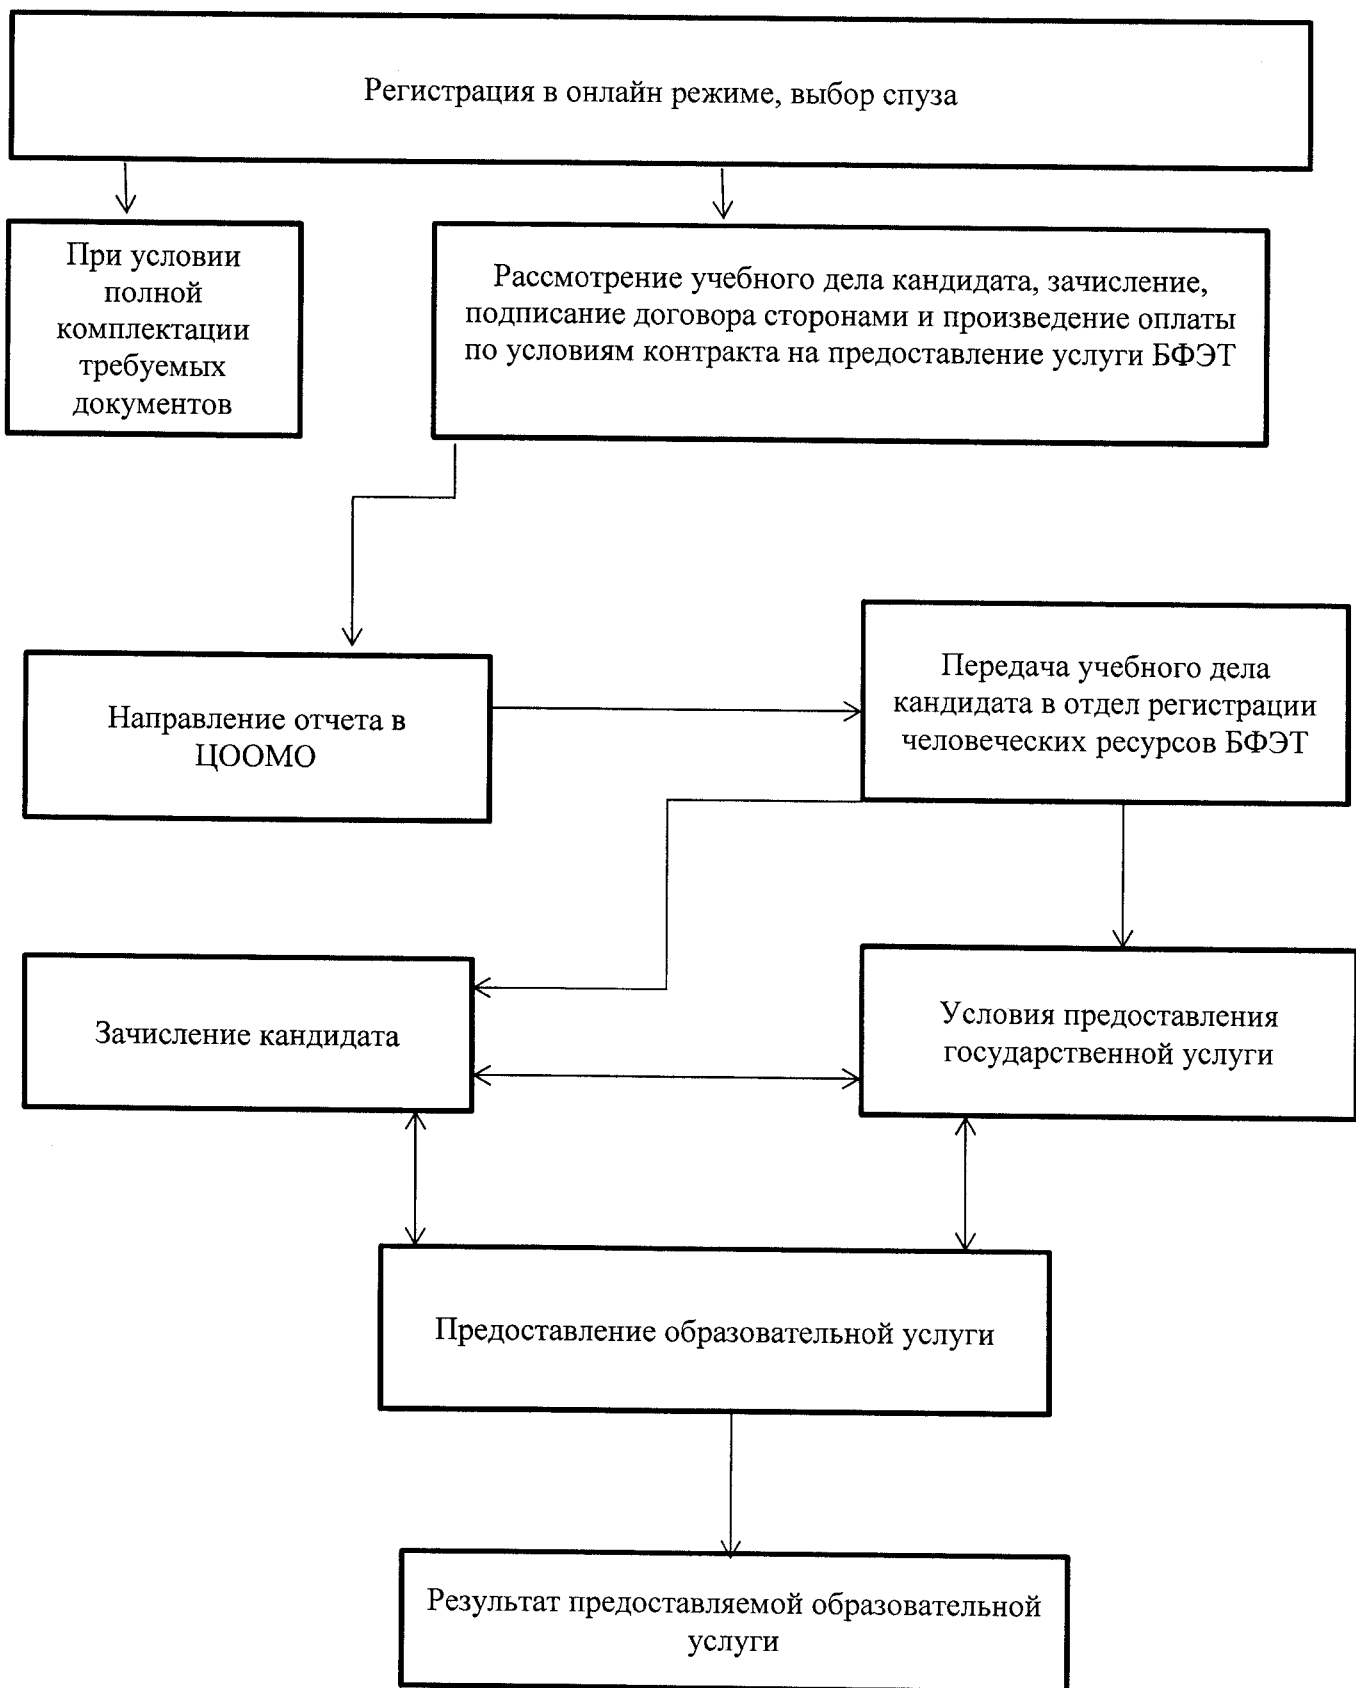 Регистрация в онлайн режиме, выбор спуза
При условии
полной
комплектации
требуемых
документов
Рассмотрение учебного дела кандидата, зачисление,
подписание договора сторонами и произведение оплаты
по условиям контракта на предоставление услуги БФЭТ
Направление отчета в
ЦООМО
Передача учебного дела
кандидата в отдел регистрации
человеческих ресурсов БФЭТ
Зачисление кандидата
Условия предоставления
государственной услуги
Предоставление образовательной услуги
Результат предоставляемой образовательной
услуги